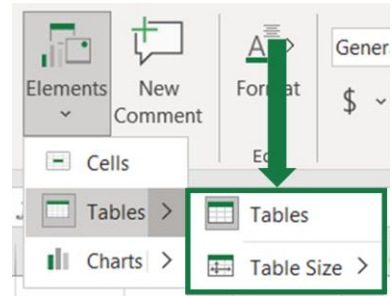 Elements
New
Comment
Format
Gener
$
Cells
Tables
Tables
Charts
Table Size